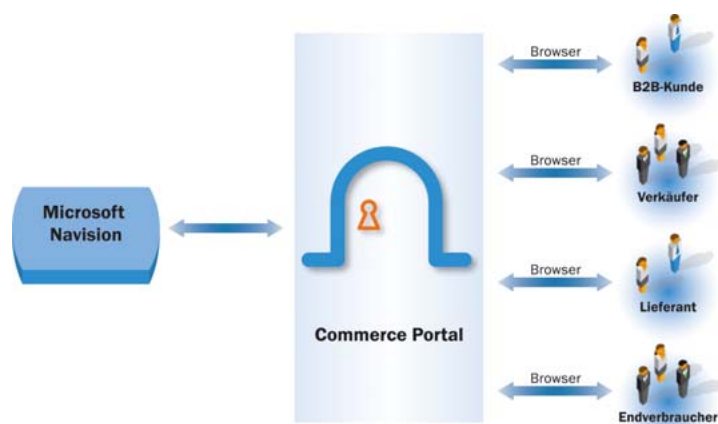 Microsoft
Navision
Commerce Portal
Browser
B2B-Kunde
Browser
Verkäufer
Browser
Lieferant
Browser
Endverbraucher